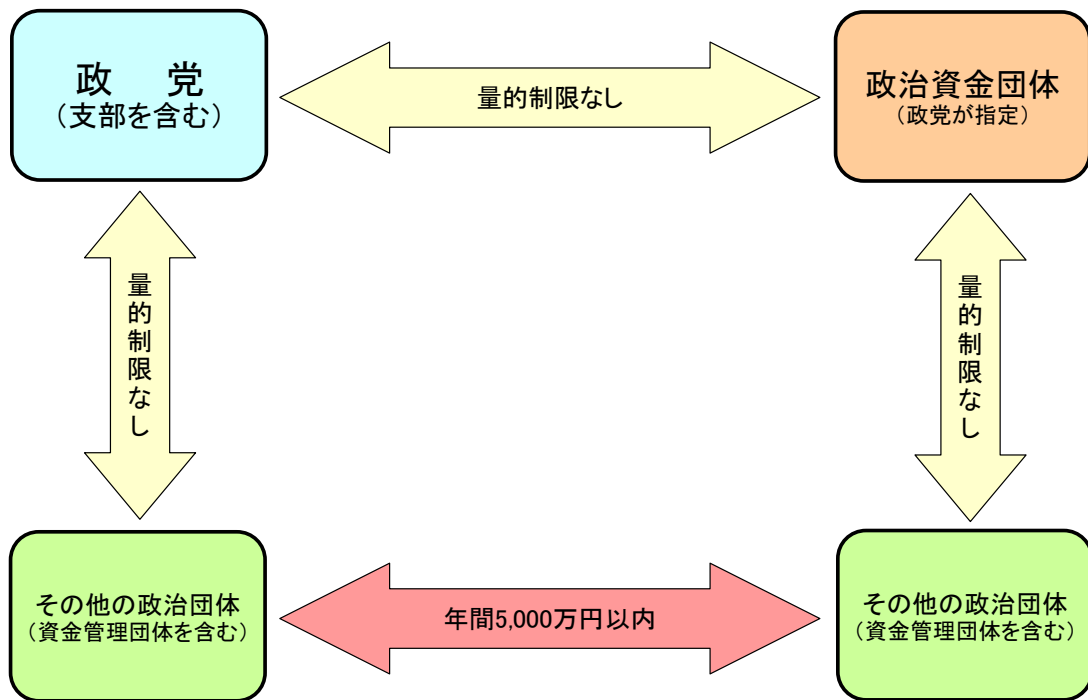 政　党
（支部を含む）
量的制限なし
政治資金団体
（政党が指定）
量的制限なし
量的制限なし
その他の政治団体
（資金管理団体を含む）
年間5,000万円以内
その他の政治団体
（資金管理団体を含む）